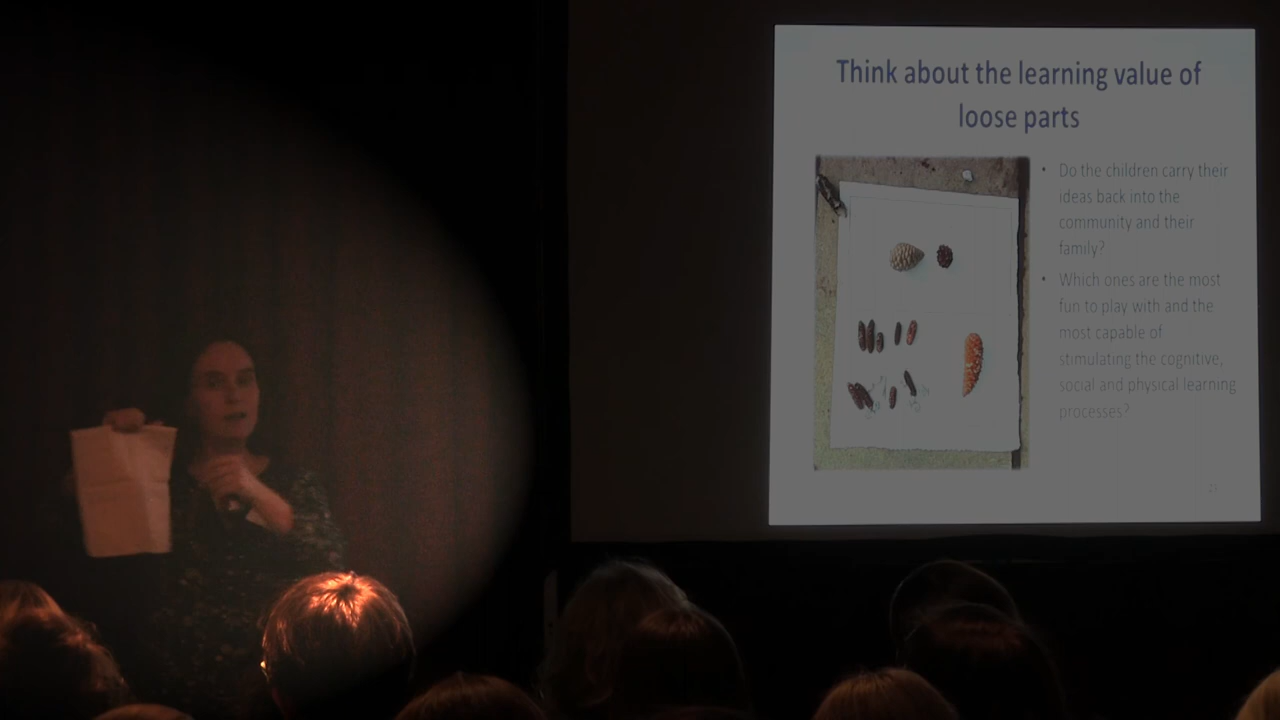 Think about the learning value of
loose parts
• Do the children carry their
ideas back into the
community and their
family?
• Which ones are the most
fun to play with and the
most capable of
stimulating the cognitive,
social and physical learning
processes?